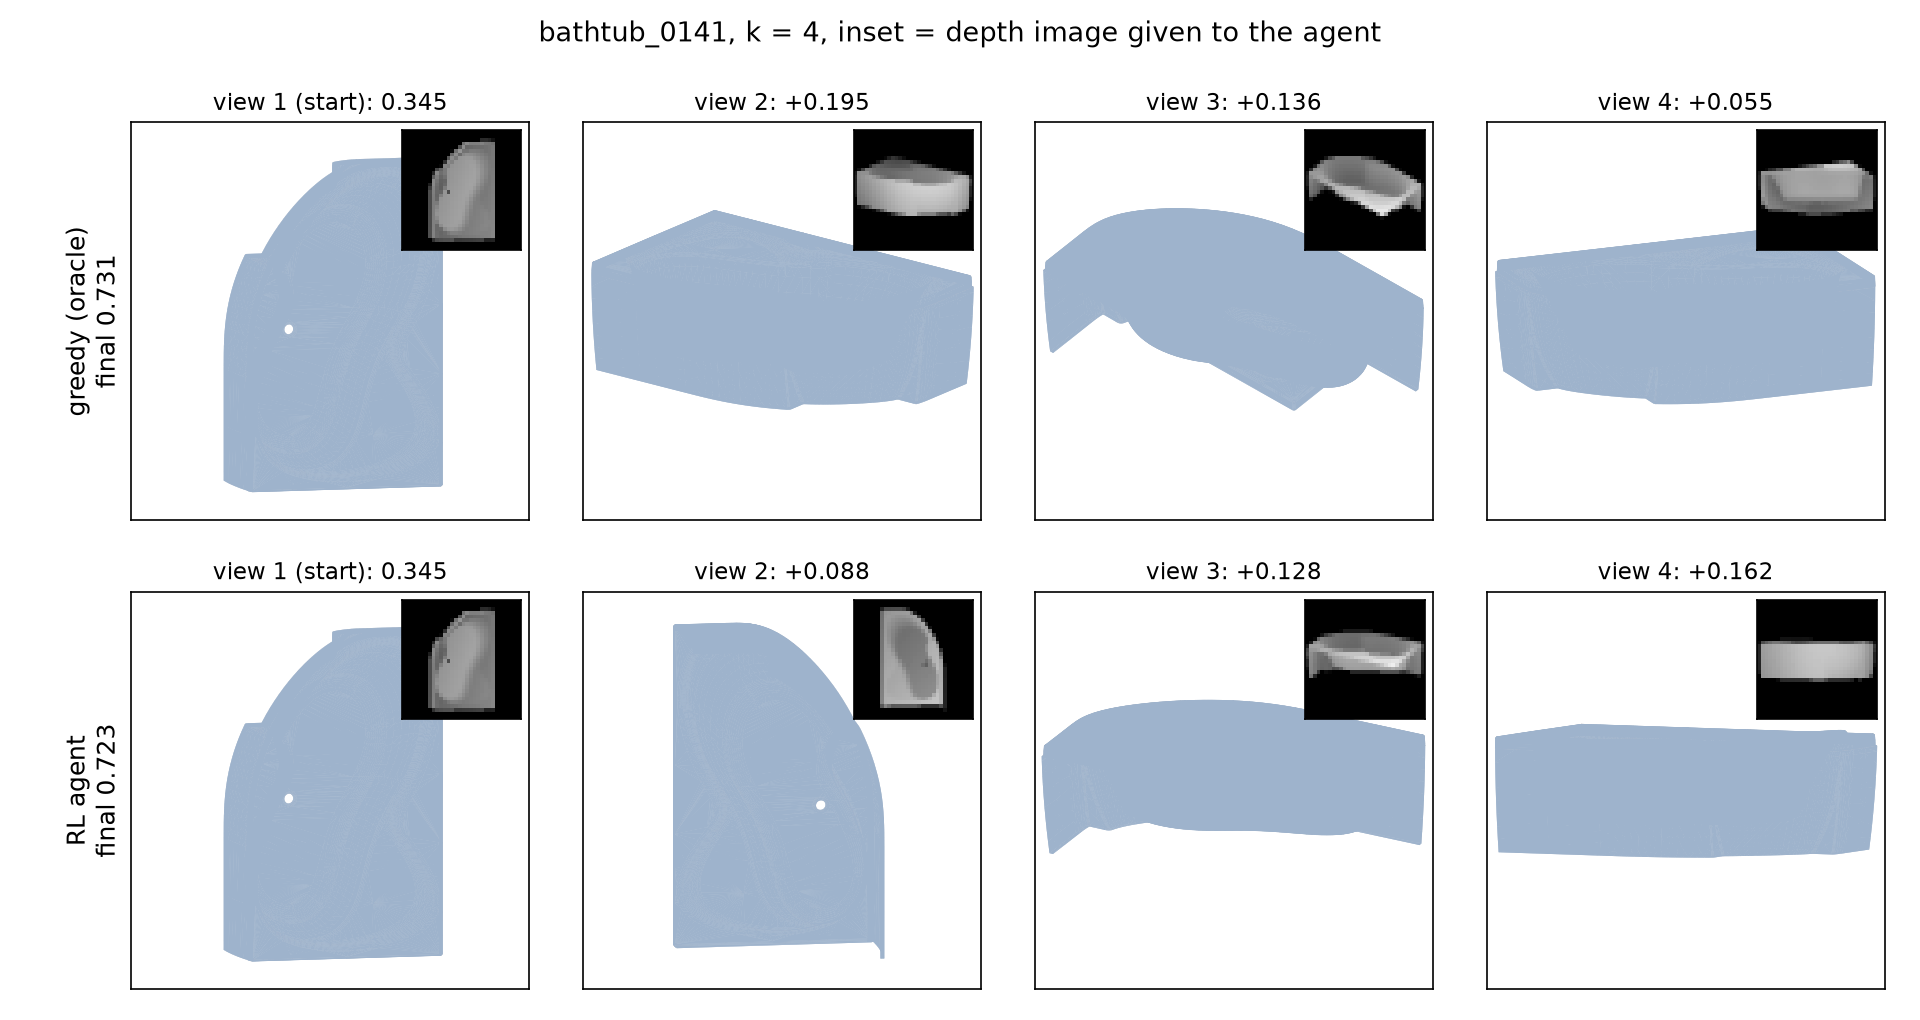 bathtub_0141, k = 4, inset = depth image given to the agent
greedy (oracle)
final 0.731
view 1 (start): 0.345
view 2: +0.195
view 3: +0.136
view 4: +0.055
RL agent
final 0.723
view 1 (start): 0.345
view 2: +0.088
view 3: +0.128
view 4: +0.162